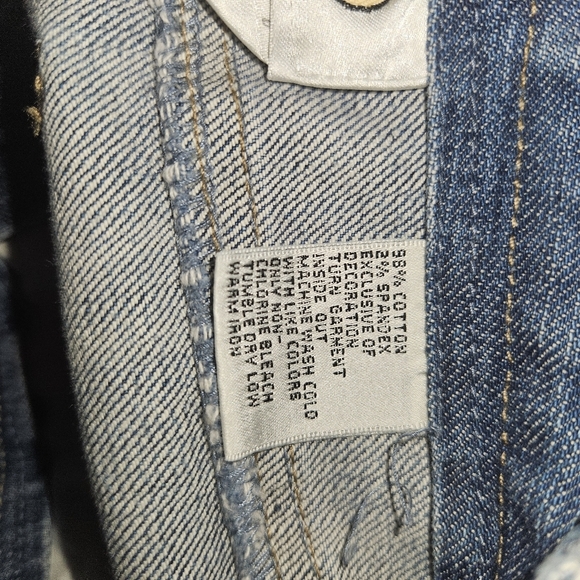 98% COTTON
2% SPANDEX
EXCLUSIVE OF
DECORATION
TURN GARMENT
INSIDE OUT
MACHINE WASH COLD
WITH LIKE COLORS
ONLY NON-
CHLORINE BLEACH
TUMBLE DRY LOW
WARM IRON